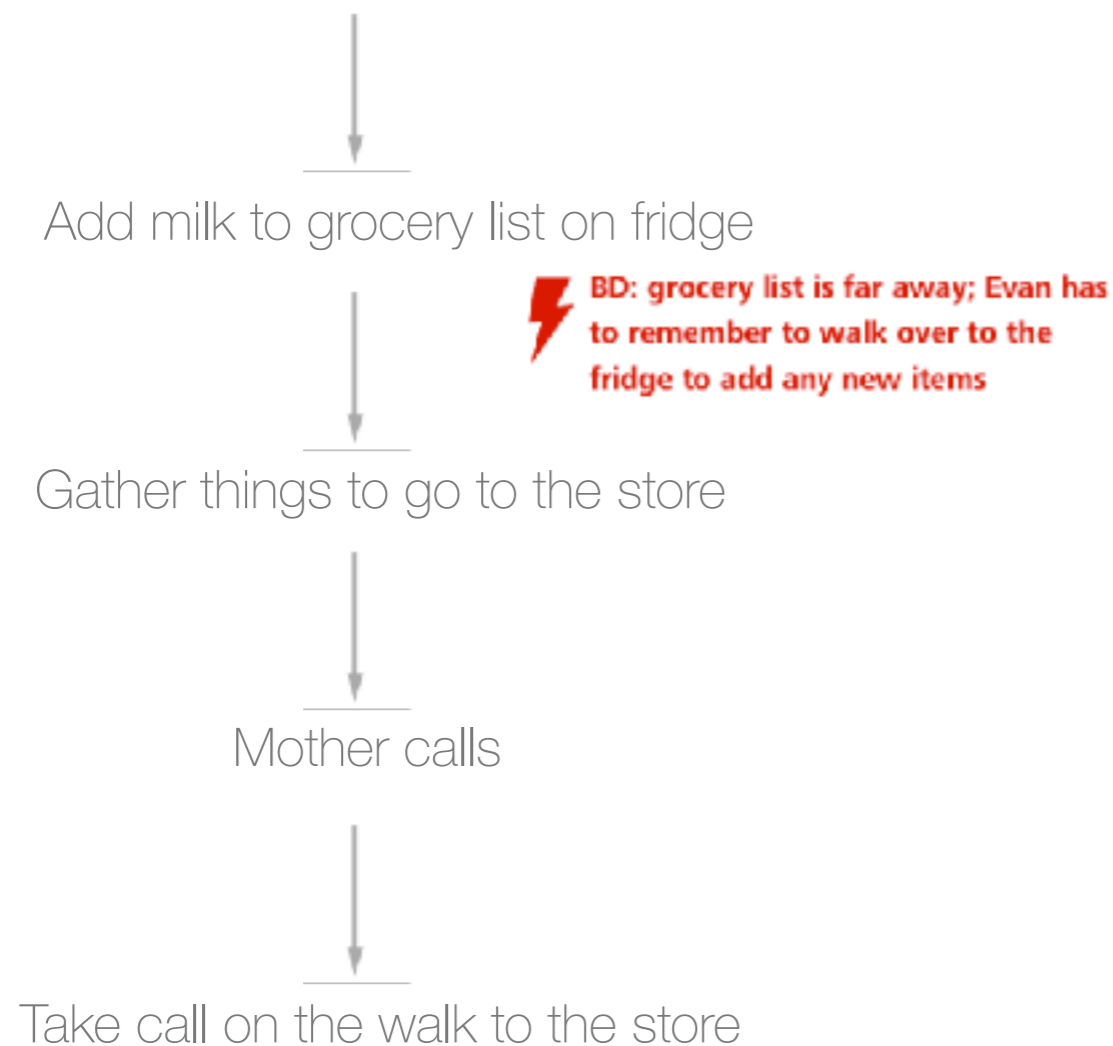 Add milk to grocery list on fridge
BD: grocery list is far away; Evan has
to remember to walk over to the
fridge to add any new items
Gather things to go to the store
Mother calls
Take call on the walk to the store